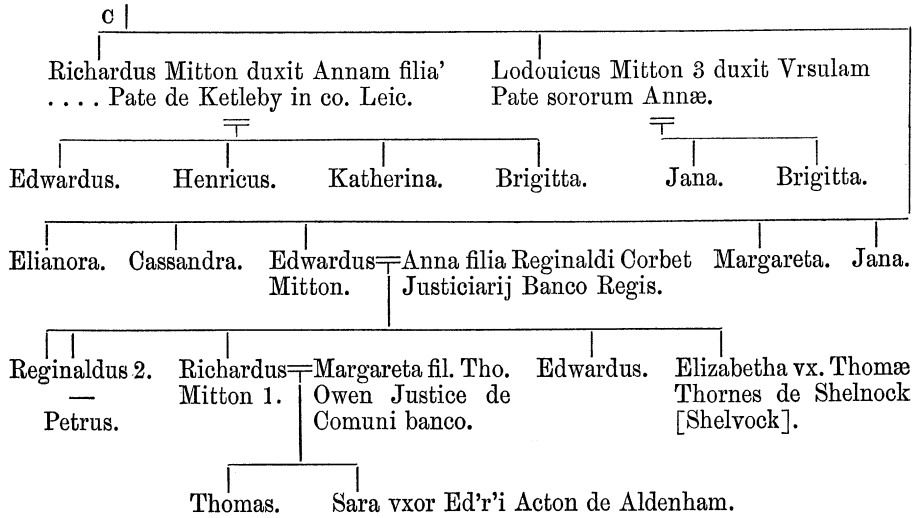 C
Richardus Mitton duxit Annam filia'
. . . . Pate de Ketleby in co. Leic.
Lodouicus Mitton 3 duxit Vrsulam
Pate sororum Annæ.
Edwardus. Henricus. Katherina. Brigitta. Jana. Brigitta.
Elianora. Cassandra. Edwardus Mitton. Anna filia Reginaldi Corbet
Justiciarij Banco Regis.
Margareta. Jana.
Reginaldus 2.
—
Petrus.
Richardus
Mitton 1.
Margareta fil. Tho.
Owen Justice de
Comuni banco.
Edwardus.
Elizabetha vx. Thomæ
Thornes de Shelnock
[Shelvock].
Thomas. Sara vxor Ed'r'i Acton de Aldenham.